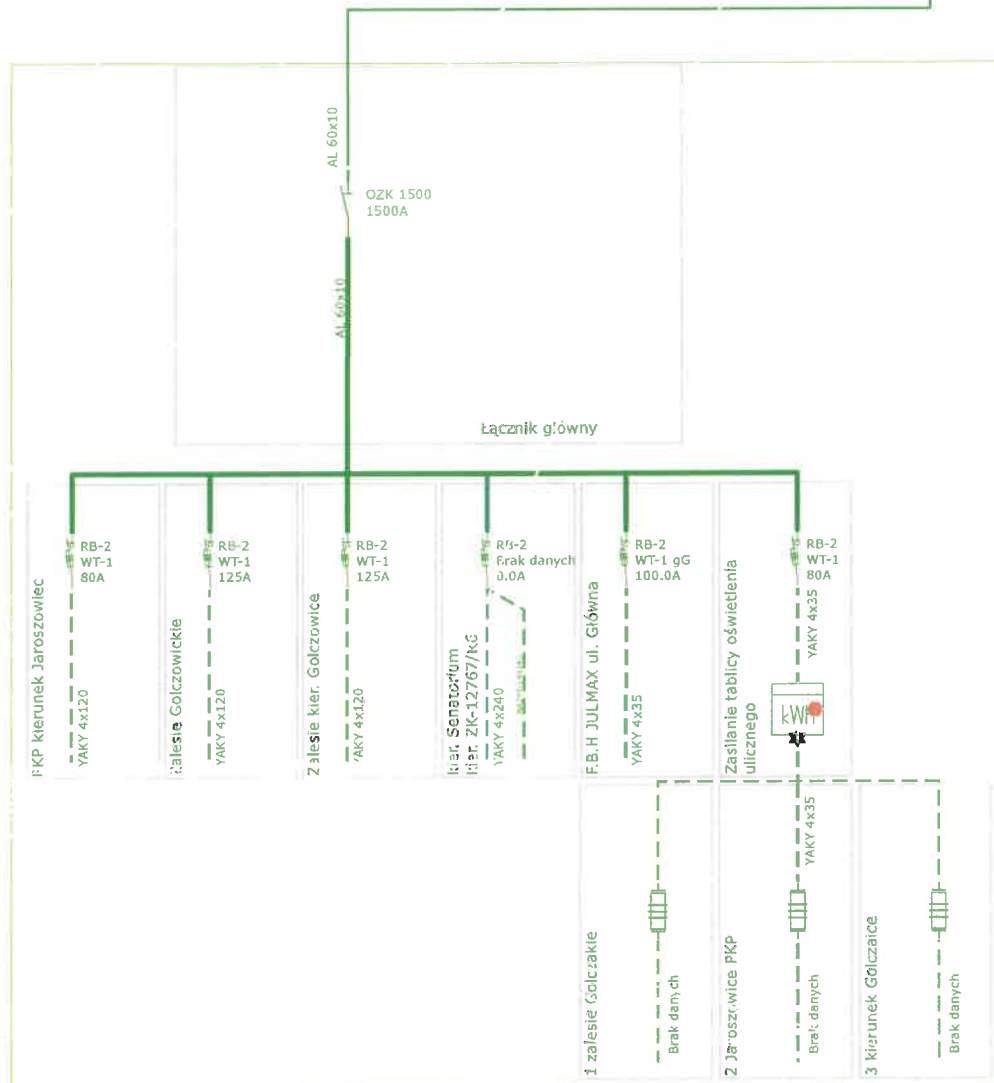 AL 60x10
OZK 1500
1500A
AL 60x10
Łącznik główny
PKP kierunek Jaroszowiec
RB-2
WT-1
80A
YAKY 4x120
Zalesie Golczowickie
RB-2
WT-1
125A
YAKY 4x120
Zalesie kier. Golczowice
RB-2
WT-1
125A
YAKY 4x120
kier. Senatorium
kier. ZK-12767/KG
RB-2
Brak danych
0.0A
YAKY 4x240
F.B.H JULMAX ul. Główna
RB-2
WT-1 gG
100.0A
YAKY 4x35
Zasilanie tablicy oświetlenia
ulicznego
RB-2
WT-1
80A
YAKY 4x35
kWh
YAKY 4x35
1 zalesie Golczakie
Brak danych
2 Jaroszowice PKP
Brak danych
3 kierunek Golczaice
Brak danych